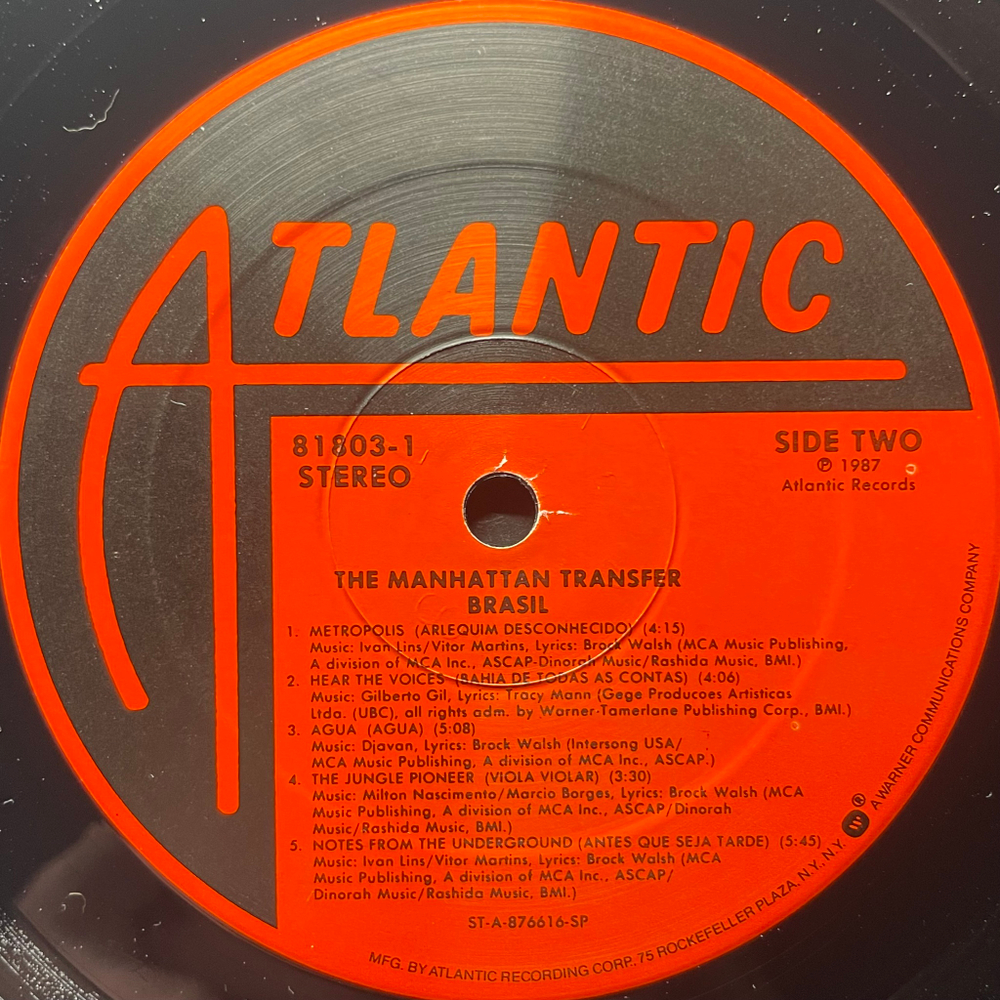 ATLANTIC
81803-1
STEREO
SIDE TWO
℗ 1987
Atlantic Records
THE MANHATTAN TRANSFER
BRASIL
1. METROPOLIS (ARLEQUIM DESCONHECIDO) (4:15)
Music: Ivan Lins/Vitor Martins, Lyrics: Brock Walsh (MCA Music Publishing,
A division of MCA Inc., ASCAP-Dinorah Music/Rashida Music, BMI.)
2. HEAR THE VOICES (BAHIA DE TODAS AS CONTAS) (4:06)
Music: Gilberto Gil, Lyrics: Tracy Mann (Gege Producoes Artisticas
Ltda. (UBC), all rights adm. by Warner-Tamerlane Publishing Corp., BMI.)
3. AGUA (AGUA) (5:08)
Music: Djavan, Lyrics: Brock Walsh (Intersong USA/
MCA Music Publishing, A division of MCA Inc., ASCAP.)
4. THE JUNGLE PIONEER (VIOLA VIOLAR) (3:30)
Music: Milton Nascimento/Marcio Borges, Lyrics: Brock Walsh (MCA
Music Publishing, A division of MCA Inc., ASCAP/Dinorah
Music/Rashida Music, BMI.)
5. NOTES FROM THE UNDERGROUND (ANTES QUE SEJA TARDE) (5:45)
Music: Ivan Lins/Vitor Martins, Lyrics: Brock Walsh (MCA
Music Publishing, A division of MCA Inc., ASCAP/
Dinorah Music/Rashida Music, BMI.)
ST-A-876616-SP
MFG. BY ATLANTIC RECORDING CORP., 75 ROCKEFELLER PLAZA, N.Y., N.Y. ® A WARNER COMMUNICATIONS COMPANY